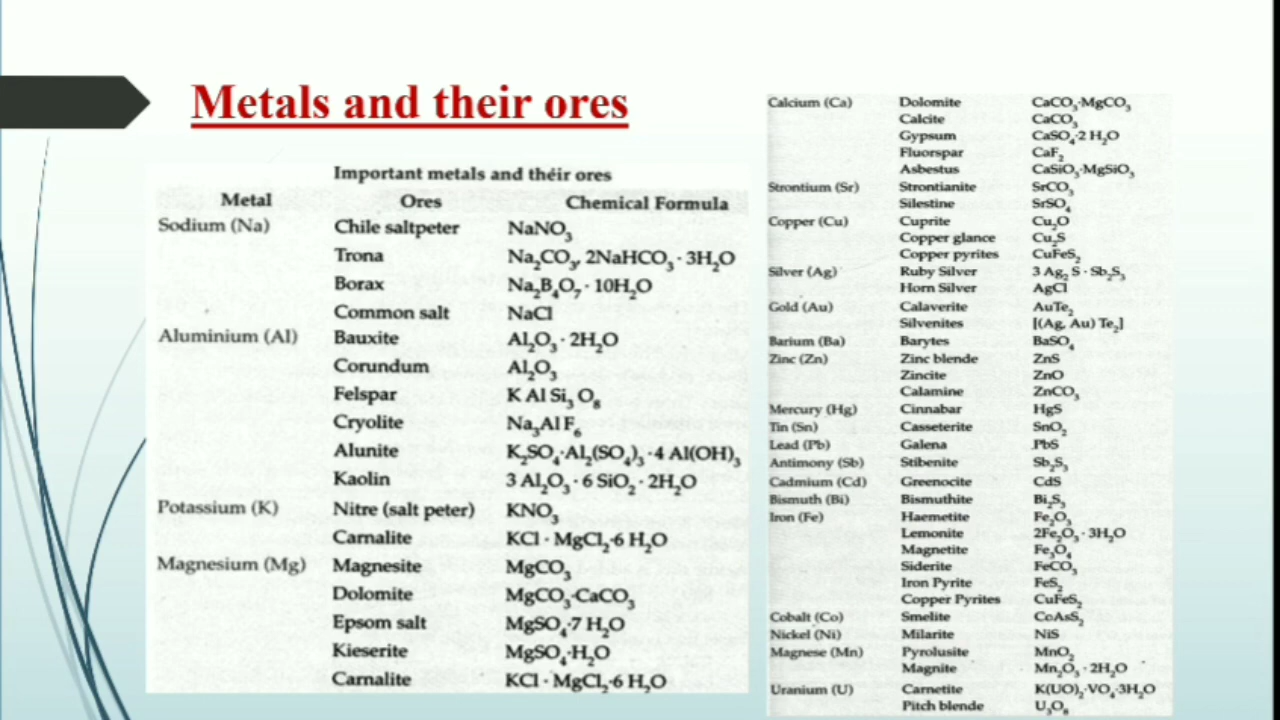 Metals and their ores
Important metals and their ores
Metal Ores Chemical Formula
Sodium (Na) Chile saltpeter NaNO₃
Trona Na₂CO₃, 2NaHCO₃ · 3H₂O
Borax Na₂B₄O₇ · 10H₂O
Common salt NaCl
Aluminium (Al) Bauxite Al₂O₃ · 2H₂O
Corundum Al₂O₃
Felspar K Al Si₃ O₈
Cryolite Na₃Al F₆
Alunite K₂SO₄·Al₂(SO₄)₃ ·4 Al(OH)₃
Kaolin 3 Al₂O₃ · 6 SiO₂ · 2H₂O
Potassium (K) Nitre (salt peter) KNO₃
Carnalite KCl · MgCl₂·6 H₂O
Magnesium (Mg) Magnesite MgCO₃
Dolomite MgCO₃·CaCO₃
Epsom salt MgSO₄·7 H₂O
Kieserite MgSO₄·H₂O
Carnalite KCl · MgCl₂·6 H₂O
Calcium (Ca) Dolomite CaCO₃·MgCO₃
Calcite CaCO₃
Gypsum CaSO₄·2 H₂O
Fluorspar CaF₂
Asbestus CaSiO₃·MgSiO₃
Strontium (Sr) Strontianite SrCO₃
Silestine SrSO₄
Copper (Cu) Cuprite Cu₂O
Copper glance Cu₂S
Copper pyrites CuFeS₂
Silver (Ag) Ruby Silver 3 Ag₂ S · Sb₂S₃
Horn Silver AgCl
Gold (Au) Calaverite AuTe₂
Silvenites [(Ag, Au) Te₂]
Barium (Ba) Barytes BaSO₄
Zinc (Zn) Zinc blende ZnS
Zincite ZnO
Calamine ZnCO₃
Mercury (Hg) Cinnabar HgS
Tin (Sn) Casseterite SnO₂
Lead (Pb) Galena PbS
Antimony (Sb) Stibenite Sb₂S₃
Cadmium (Cd) Greenocite CdS
Bismuth (Bi) Bismuthite Bi₂S₃
Iron (Fe) Haemetite Fe₂O₃
Lemonite 2Fe₂O₃ · 3H₂O
Magnetite Fe₃O₄
Siderite FeCO₃
Iron Pyrite FeS₂
Copper Pyrites CuFeS₂
Cobalt (Co) Smelite CoAsS₂
Nickel (Ni) Milarite NiS
Magnese (Mn) Pyrolusite MnO₂
Magnite Mn₂O₃ · 2H₂O
Uranium (U) Carnetite K(UO)₂·VO₄·3H₂O
Pitch blende U₃O₈